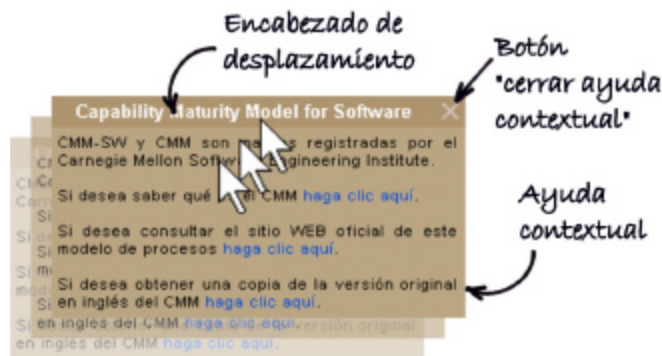 Encabezado de
desplazamiento
Botón
"cerrar ayuda
contextual"
Capability Maturity Model for Software
CMM-SW y CMM son marcas registradas por el
Carnegie Mellon Software Engineering Institute.
Si desea saber qué es el CMM haga clic aquí.
Si desea consultar el sitio WEB oficial de este
modelo de procesos haga clic aquí.
Si desea obtener una copia de la versión original
en inglés del CMM haga clic aquí.
Ayuda
contextual
en inglés del CMM haga clic aquí.
en inglés del CMM haga clic aquí.